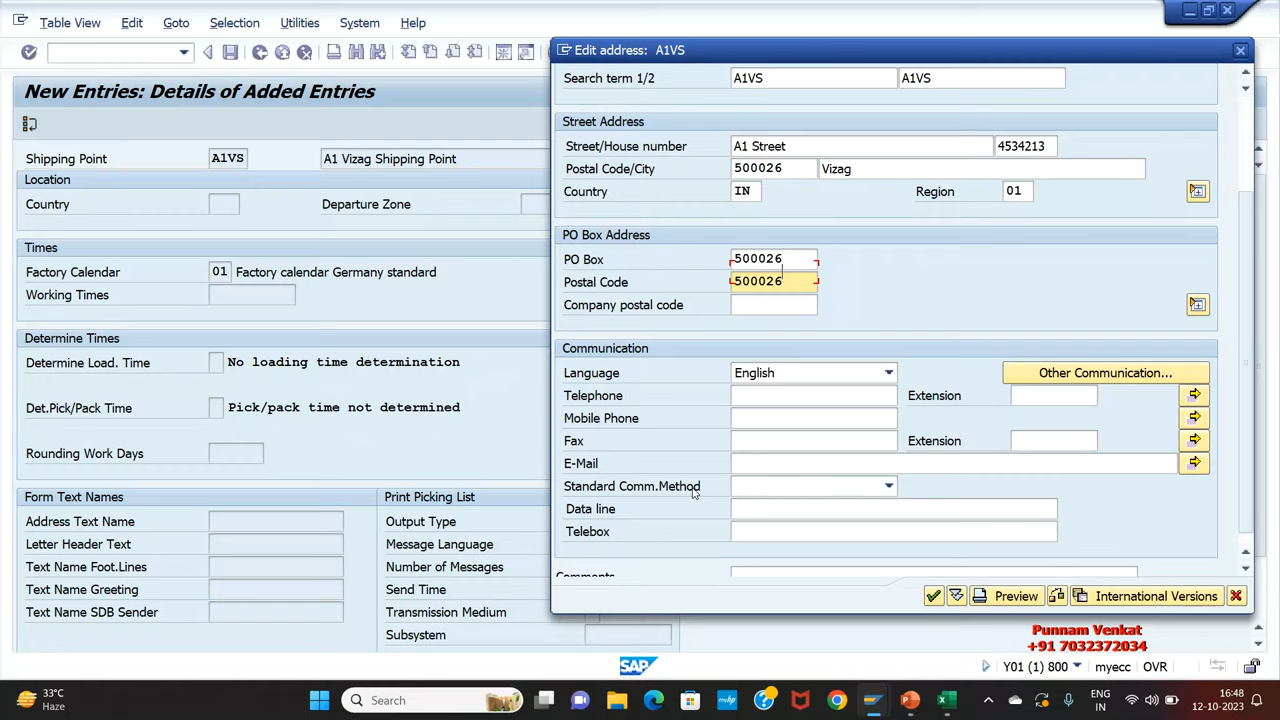 Table View Edit Goto Selection Utilities System Help
Edit address: A1VS
Search term 1/2 A1VS A1VS
New Entries: Details of Added Entries
Street Address
Street/House number A1 Street 4534213
Shipping Point A1VS A1 Vizag Shipping Point
Postal Code/City 500026 Vizag
Location
Country IN Region 01
Country Departure Zone
PO Box Address
Times
PO Box 500026
Factory Calendar 01 Factory calendar Germany standard
Postal Code 500026
Working Times
Company postal code
Determine Times
Communication
Determine Load. Time No loading time determination
Language English Other Communication...
Telephone Extension
Det.Pick/Pack Time Pick/pack time not determined
Mobile Phone
Fax Extension
Rounding Work Days
E-Mail
Standard Comm.Method
Form Text Names Print Picking List
Data line
Address Text Name Output Type
Telebox
Letter Header Text Message Language
Text Name Foot.Lines Number of Messages
Comments
Text Name Greeting Send Time
Preview International Versions
Text Name SDB Sender Transmission Medium
Subsystem
Punnam Venkat
+91 7032372034
SAP Y01 (1) 800 myecc OVR
33°C
Haze
Search
mhp
ENG
IN
16:48
12-10-2023